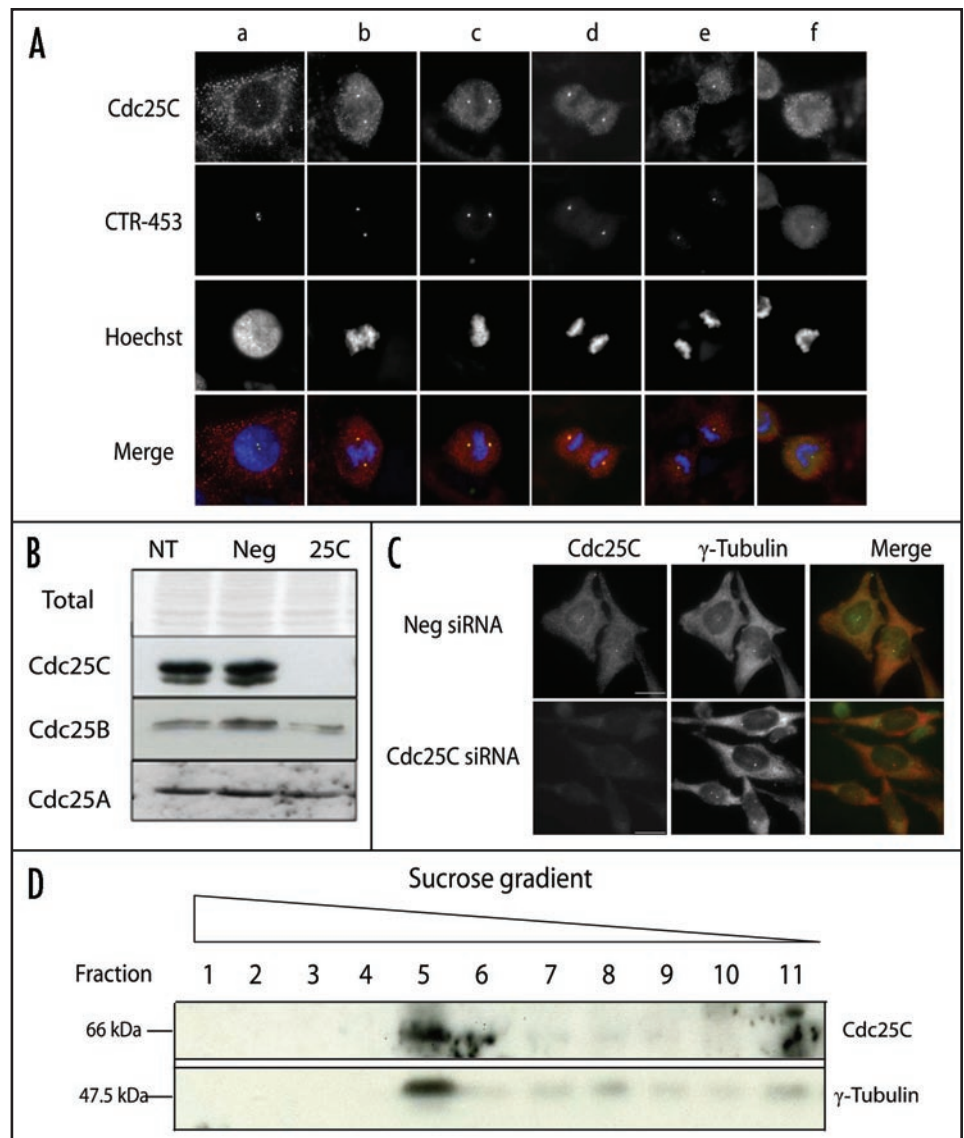 A
a b c d e f
Cdc25C
CTR-453
Hoechst
Merge
B
NT Neg 25C
Total
Cdc25C
Cdc25B
Cdc25A
C
Cdc25C γ-Tubulin Merge
Neg siRNA
Cdc25C siRNA
D
Sucrose gradient
Fraction 1 2 3 4 5 6 7 8 9 10 11
66 kDa Cdc25C
47.5 kDa γ-Tubulin